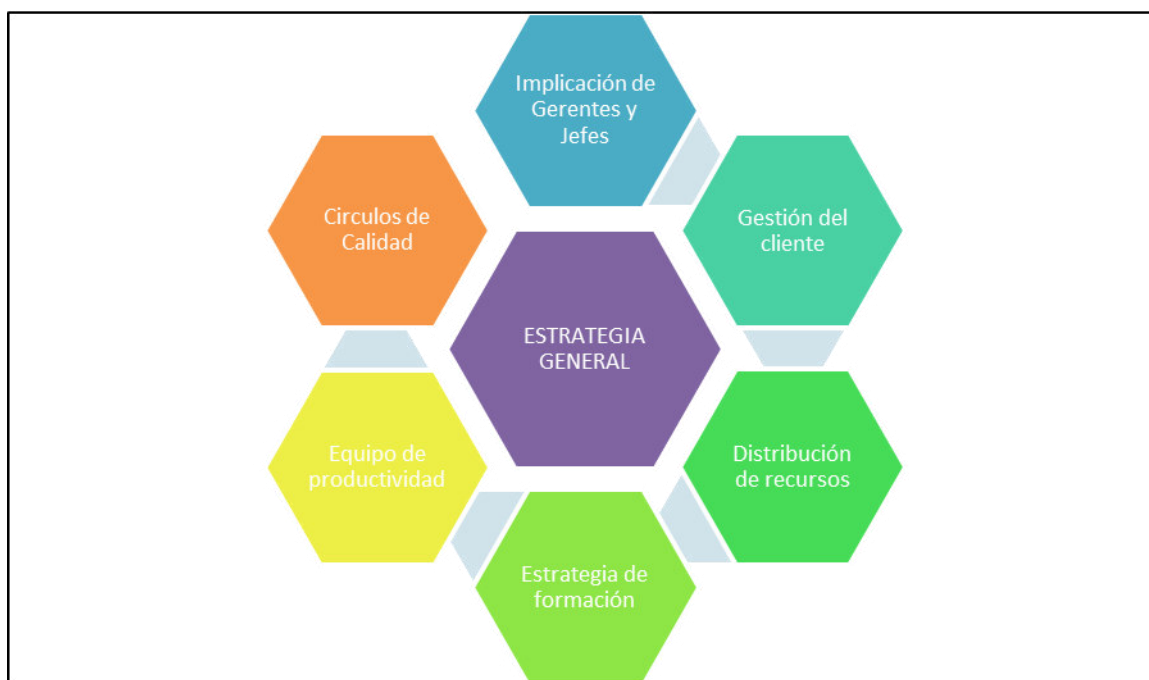 Implicación de
Gerentes y
Jefes
Gestión del
cliente
Distribución
de recursos
Estrategia de
formación
Equipo de
productividad
Circulos de
Calidad
ESTRATEGIA
GENERAL